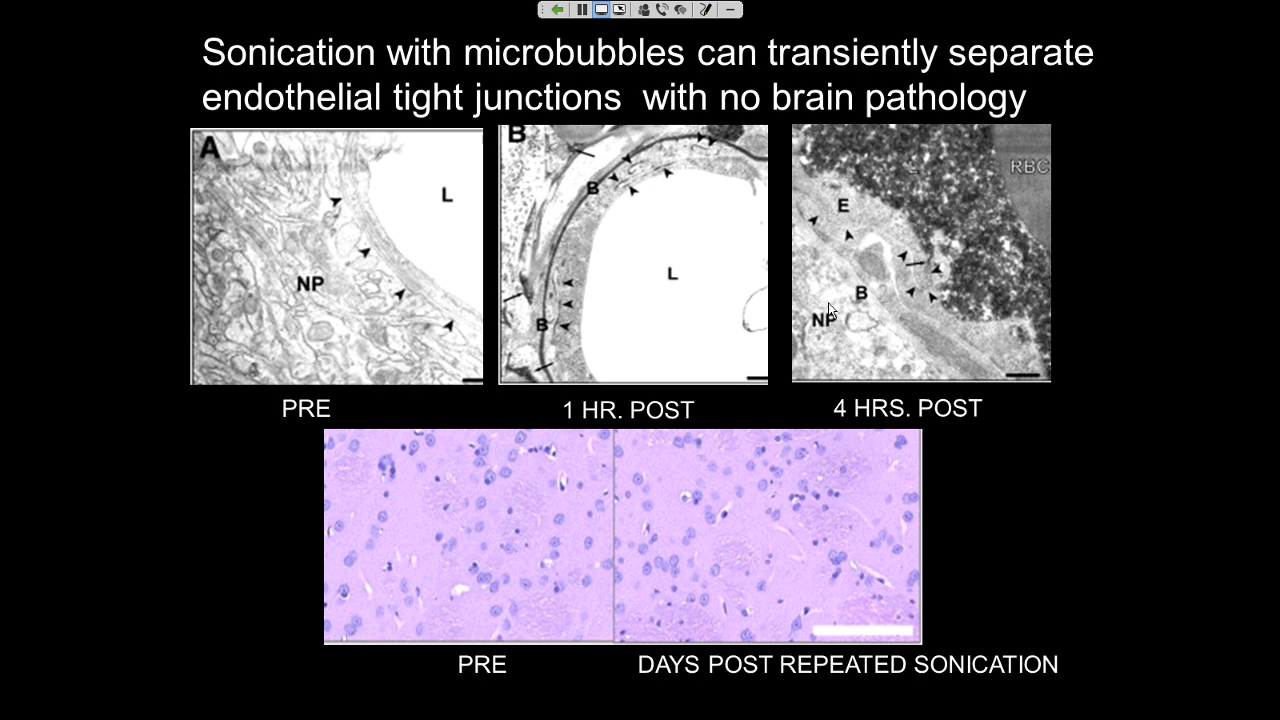 Sonication with microbubbles can transiently separate
endothelial tight junctions with no brain pathology
A
L
NP
B
B
L
B
RBC
E
B
NP
PRE
1 HR. POST
4 HRS. POST
PRE
DAYS POST REPEATED SONICATION